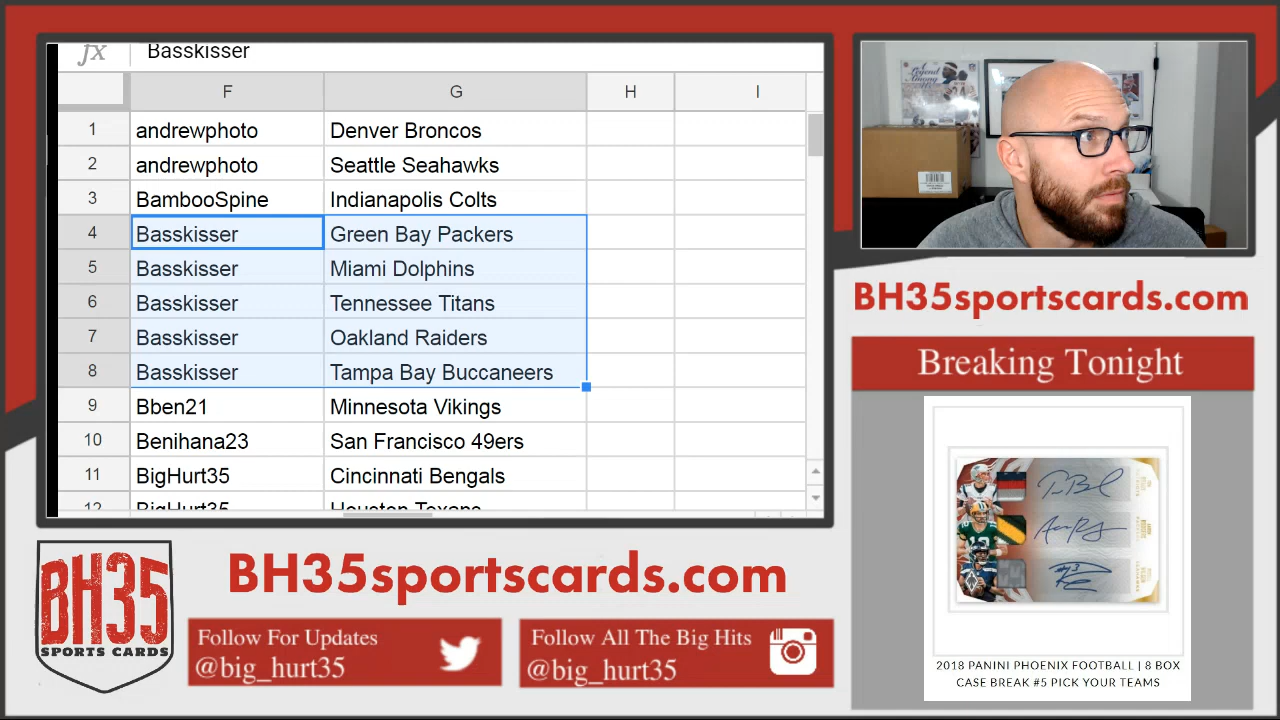 fx Basskisser
F G H I
1 andrewphoto Denver Broncos
2 andrewphoto Seattle Seahawks
3 BambooSpine Indianapolis Colts
4 Basskisser Green Bay Packers
5 Basskisser Miami Dolphins
6 Basskisser Tennessee Titans
7 Basskisser Oakland Raiders
8 Basskisser Tampa Bay Buccaneers
9 Bben21 Minnesota Vikings
10 Benihana23 San Francisco 49ers
11 BigHurt35 Cincinnati Bengals
12 BigHurt35 Houston Texans
BH35sportscards.com
Breaking Tonight
2018 PANINI PHOENIX FOOTBALL | 8 BOX
CASE BREAK #5 PICK YOUR TEAMS
BH35
SPORTS CARDS
BH35sportscards.com
Follow For Updates
@big_hurt35
Follow All The Big Hits
@big_hurt35